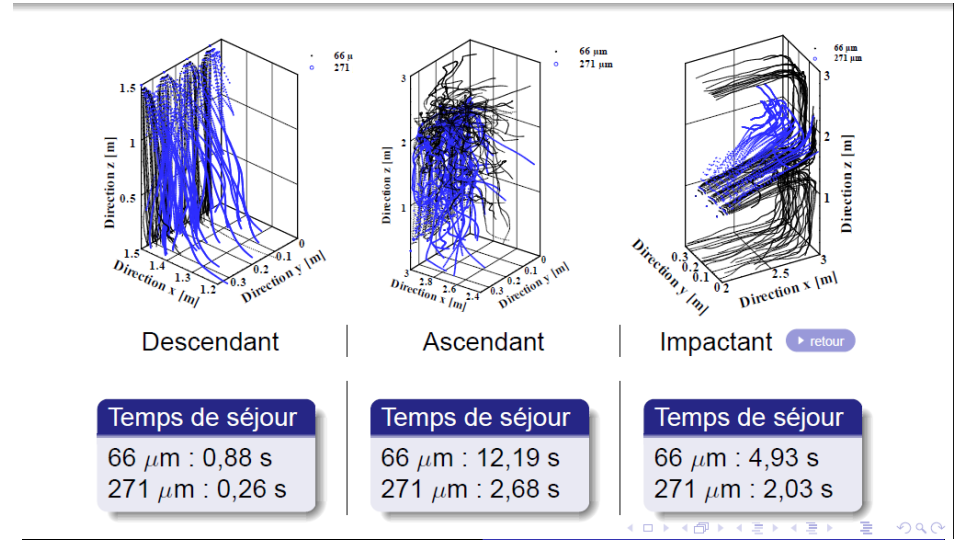 66 µ
271
1.5
1
0.5
Direction z [m]
1.5
1.4
1.3
1.2
Direction x [m]
0
0.1
0.2
0.3
Direction y [m]
66 µm
271 µm
3
2
1
Direction z [m]
3
2.8
2.6
2.4
Direction x [m]
0
0.1
0.2
0.3
Direction y [m]
66 µm
271 µm
3
2
1
Direction z [m]
0.3
0.2
0.1
0
Direction y [m]
2
2.5
3
Direction x [m]
Descendant
Ascendant
Impactant
retour
Temps de séjour
66 µm : 0,88 s
271 µm : 0,26 s
Temps de séjour
66 µm : 12,19 s
271 µm : 2,68 s
Temps de séjour
66 µm : 4,93 s
271 µm : 2,03 s